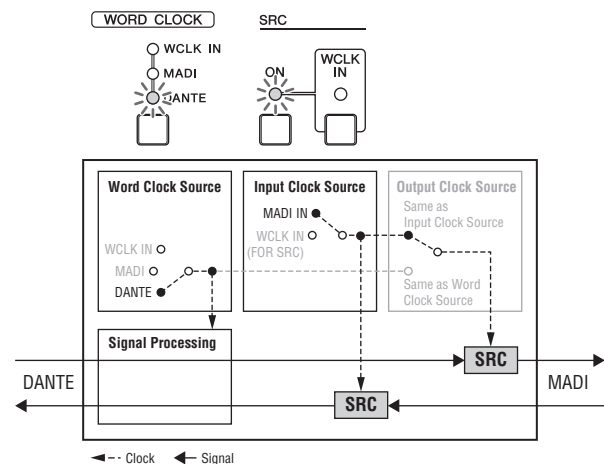 WORD CLOCK
SRC
WCLK IN
MADI
DANTE
ON
WCLK
IN
Word Clock Source
Input Clock Source
Output Clock Source
WCLK IN
MADI
DANTE
MADI IN
WCLK IN
(FOR SRC)
Same as
Input Clock Source
Same as Word
Clock Source
Signal Processing
SRC
DANTE
MADI
SRC
Clock
Signal